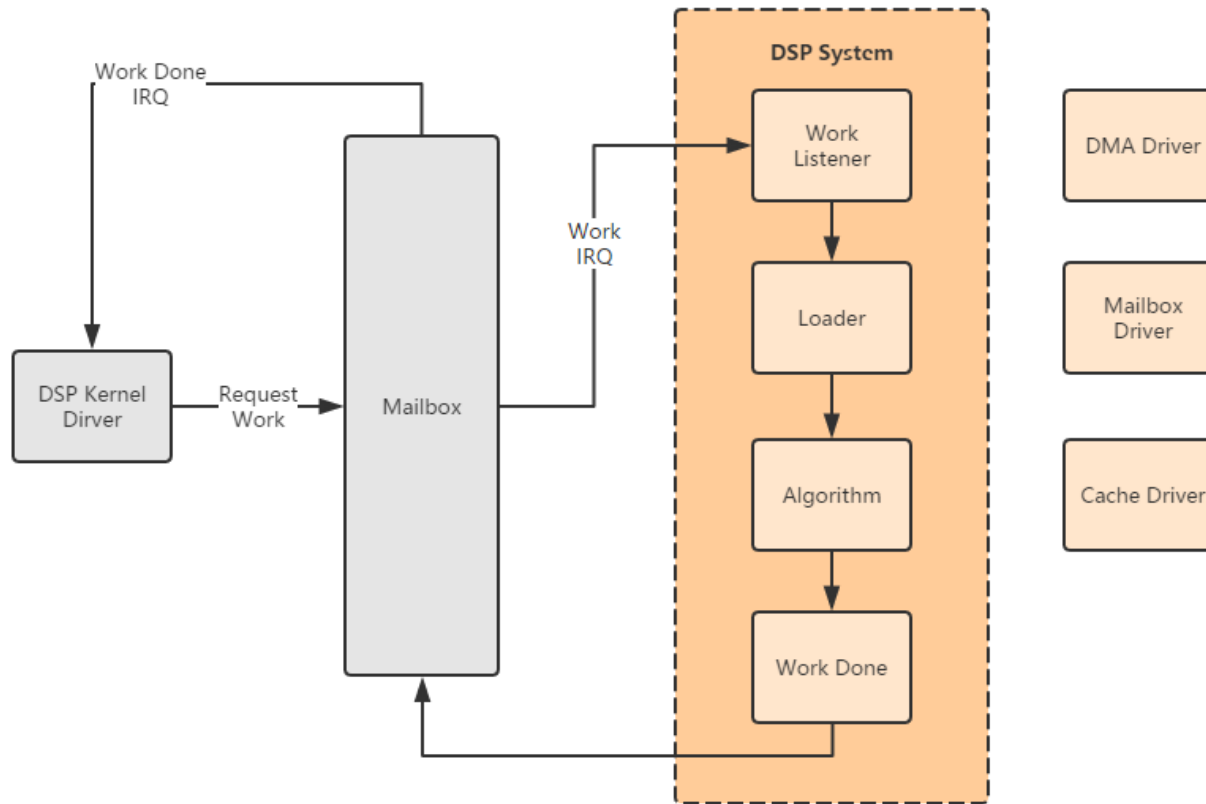 DSP System
Work Done
IRQ
Work
Listener
DMA Driver
Work
IRQ
Loader
Mailbox
Driver
DSP Kernel
Dirver
Request
Work
Mailbox
Algorithm
Cache Driver
Work Done